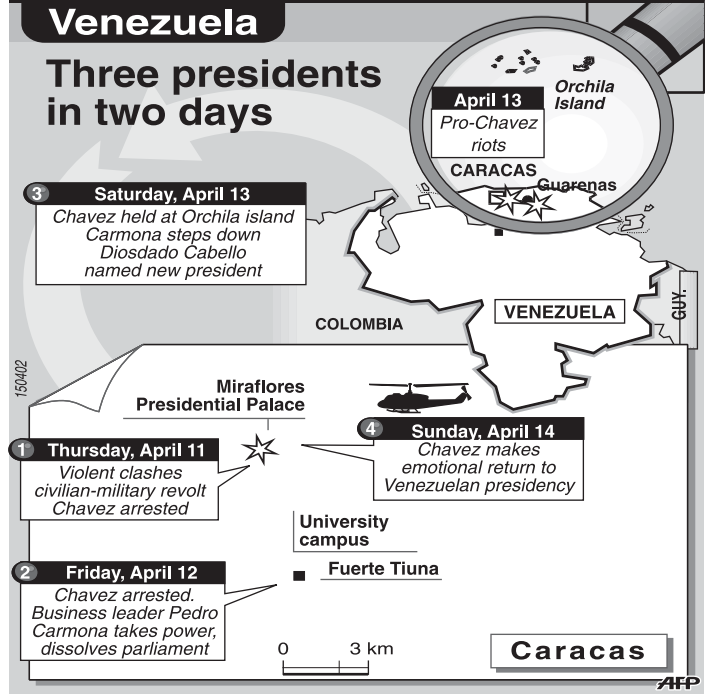 Venezuela
Three presidents
in two days
Orchila
Island
April 13
Pro-Chavez
riots
CARACAS
Guarenas
3
Saturday, April 13
Chavez held at Orchila island
Carmona steps down
Diosdado Cabello
named new president
VENEZUELA
GUY.
COLOMBIA
150402
Miraflores
Presidential Palace
1
Thursday, April 11
Violent clashes
civilian-military revolt
Chavez arrested
4
Sunday, April 14
Chavez makes
emotional return to
Venezuelan presidency
University
campus
Fuerte Tiuna
2
Friday, April 12
Chavez arrested.
Business leader Pedro
Carmona takes power,
dissolves parliament
0 3 km
Caracas
AFP